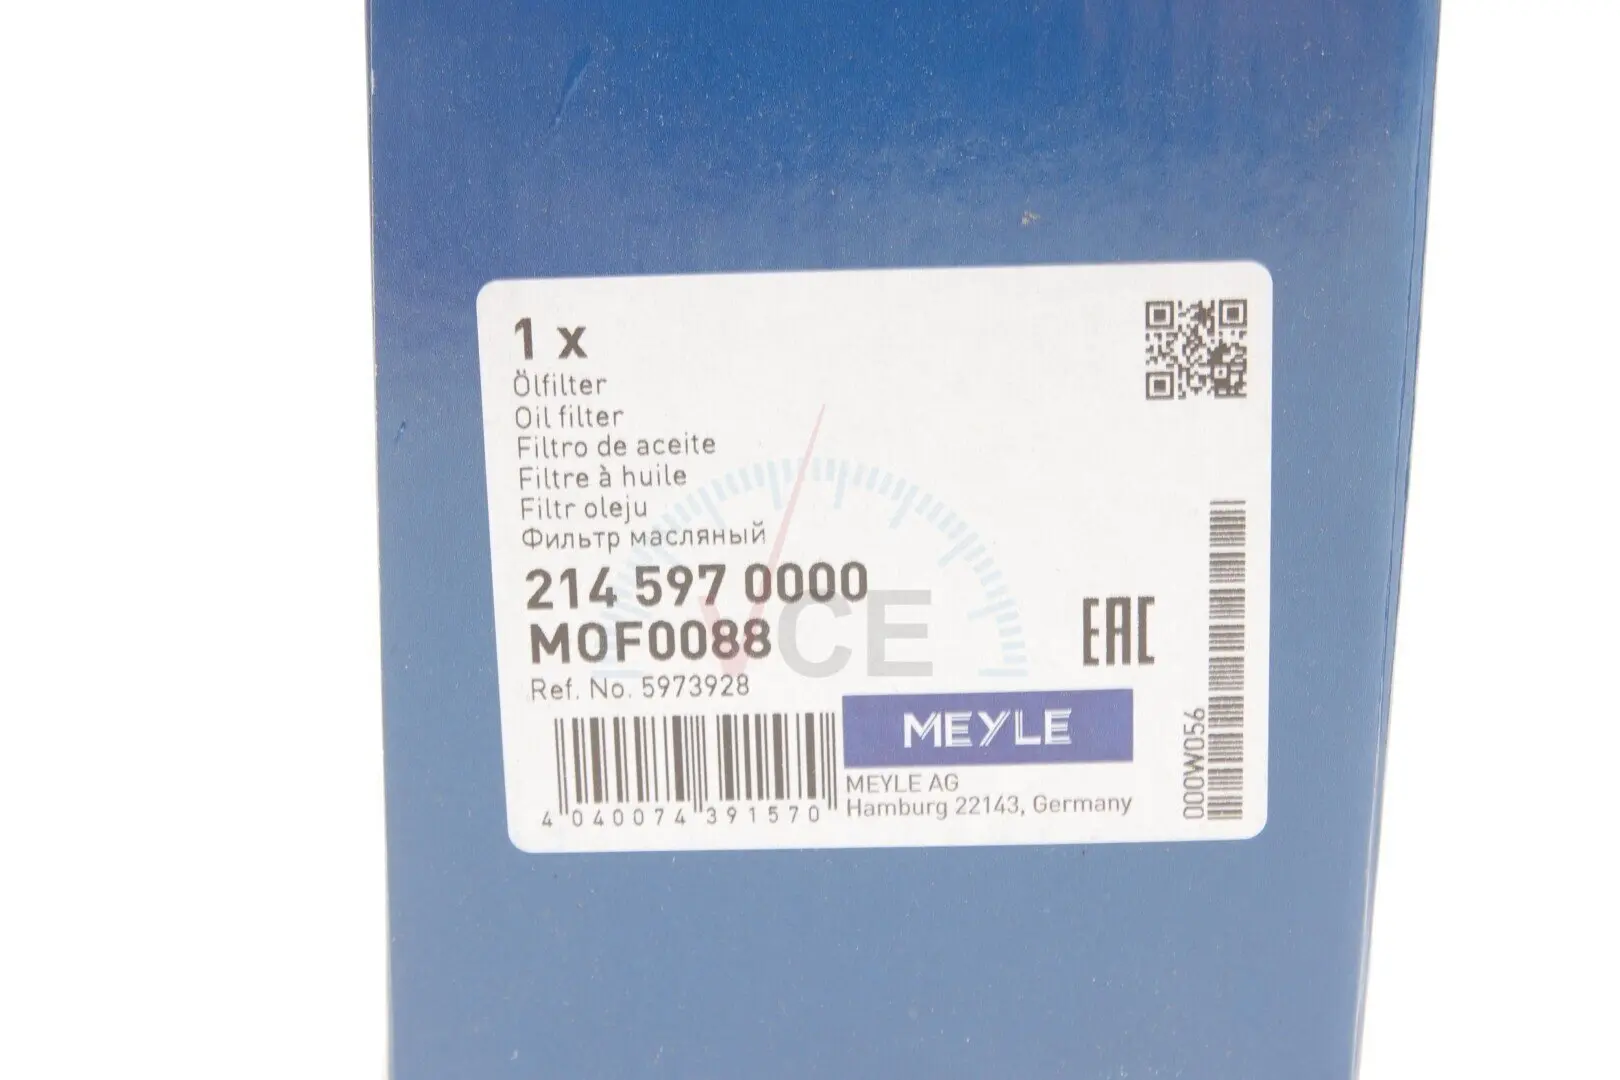 1 x
Ölfilter
Oil filter
Filtro de aceite
Filtre à huile
Filtr oleju
Фильтр масляный
214 597 0000
MOF0088
VCE
Ref. No. 5973928
EAC
MEYLE
MEYLE AG
Hamburg 22143, Germany
4 040074 391570
000W056